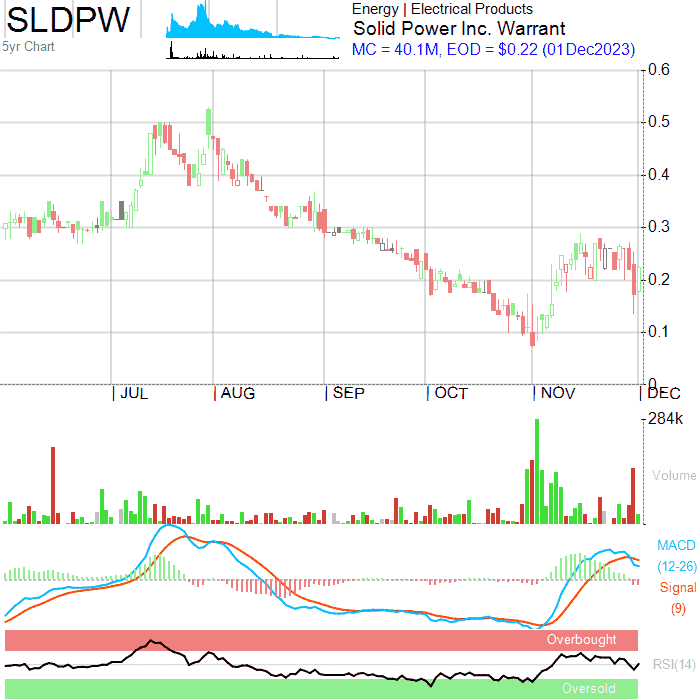 SLDPW
5yr Chart
Energy | Electrical Products
Solid Power Inc. Warrant
MC = 40.1M, EOD = $0.22 (01Dec2023)
0.6
0.5
0.4
0.3
0.2
0.1
0
JUL AUG SEP OCT NOV DEC
284k
Volume
MACD
(12-26)
Signal
(9)
Overbought
RSI(14)
Oversold